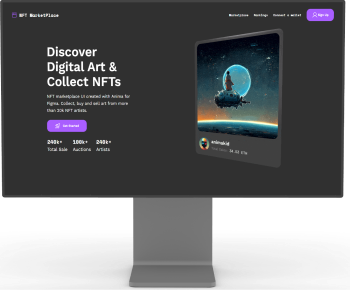 NFT Marketplace
Marketplace Rankings Connect a wallet Sign Up
Discover
Digital Art &
Collect NFTs
NFT marketplace UI created with Anima for
Figma. Collect, buy and sell art from more
than 20k NFT artists.
Get Started
240k+ 100k+ 240k+
Total Sale Auctions Artists
animakid